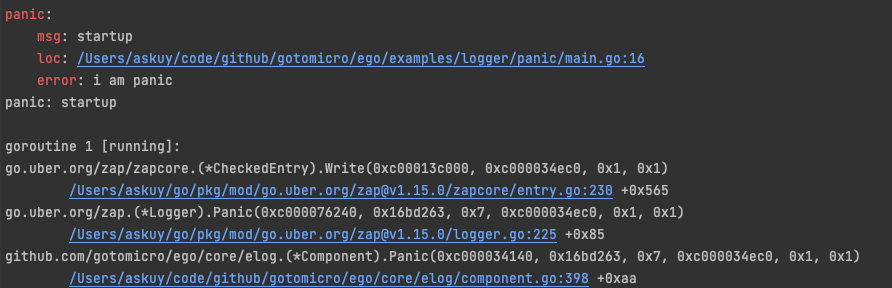 panic:
msg: startup
loc: /Users/askuy/code/github/gotomicro/ego/examples/logger/panic/main.go:16
error: i am panic
panic: startup
goroutine 1 [running]:
go.uber.org/zap/zapcore.(*CheckedEntry).Write(0xc00013c000, 0xc000034ec0, 0x1, 0x1)
/Users/askuy/go/pkg/mod/go.uber.org/zap@v1.15.0/zapcore/entry.go:230 +0x565
go.uber.org/zap.(*Logger).Panic(0xc000076240, 0x16bd263, 0x7, 0xc000034ec0, 0x1, 0x1)
/Users/askuy/go/pkg/mod/go.uber.org/zap@v1.15.0/logger.go:225 +0x85
github.com/gotomicro/ego/core/elog.(*Component).Panic(0xc000034140, 0x16bd263, 0x7, 0xc000034ec0, 0x1, 0x1)
/Users/askuy/code/github/gotomicro/ego/core/elog/component.go:398 +0xaa